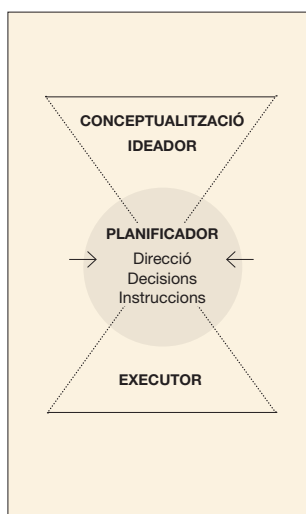 CONCEPTUALITZACIÓ
IDEADOR
PLANIFICADOR
Direcció
Decisions
Instruccions
EXECUTOR